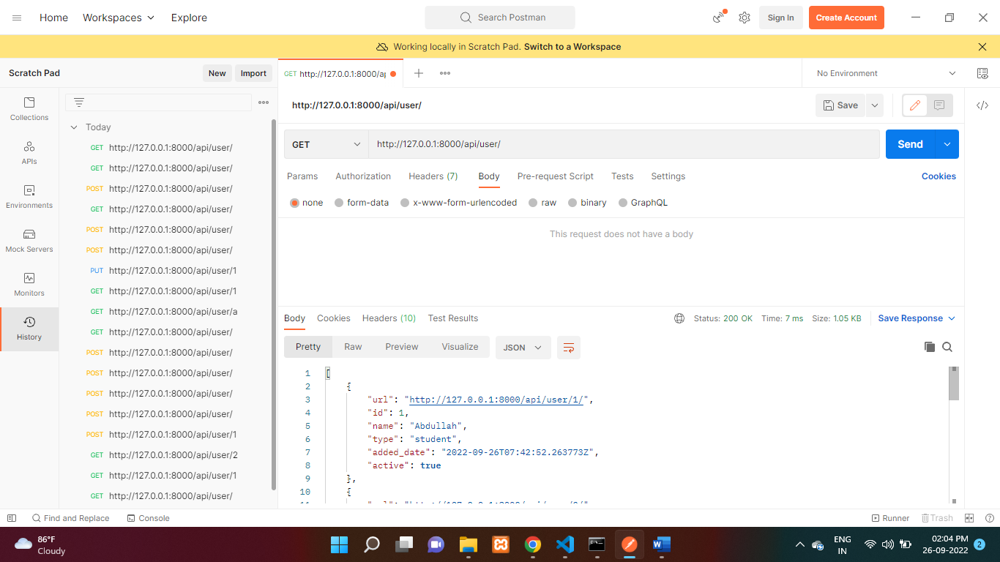 Home Workspaces Explore Search Postman Sign In Create Account
Working locally in Scratch Pad. Switch to a Workspace
Scratch Pad New Import GET http://127.0.0.1:8000/ap No Environment
http://127.0.0.1:8000/api/user/ Save
Collections
APIs
Environments
Mock Servers
Monitors
History
Today
GET http://127.0.0.1:8000/api/user/
GET http://127.0.0.1:8000/api/user/
POST http://127.0.0.1:8000/api/user/
GET http://127.0.0.1:8000/api/user/
POST http://127.0.0.1:8000/api/user/
POST http://127.0.0.1:8000/api/user/
PUT http://127.0.0.1:8000/api/user/1
GET http://127.0.0.1:8000/api/user/1
GET http://127.0.0.1:8000/api/user/a
GET http://127.0.0.1:8000/api/user/
POST http://127.0.0.1:8000/api/user/
POST http://127.0.0.1:8000/api/user/
POST http://127.0.0.1:8000/api/user/
POST http://127.0.0.1:8000/api/user/
POST http://127.0.0.1:8000/api/user/1
GET http://127.0.0.1:8000/api/user/2
GET http://127.0.0.1:8000/api/user/1
GET http://127.0.0.1:8000/api/user/
GET http://127.0.0.1:8000/api/user/ Send
Params Authorization Headers (7) Body Pre-request Script Tests Settings Cookies
none form-data x-www-form-urlencoded raw binary GraphQL
This request does not have a body
Body Cookies Headers (10) Test Results Status: 200 OK Time: 7 ms Size: 1.05 KB Save Response
Pretty Raw Preview Visualize JSON
1 [
2 {
3 "url": "http://127.0.0.1:8000/api/user/1/",
4 "id": 1,
5 "name": "Abdullah",
6 "type": "student",
7 "added_date": "2022-09-26T07:42:52.263773Z",
8 "active": true
9 },
10 {
Find and Replace Console Runner Trash
86°F
Cloudy
ENG
IN
02:04 PM
26-09-2022
2